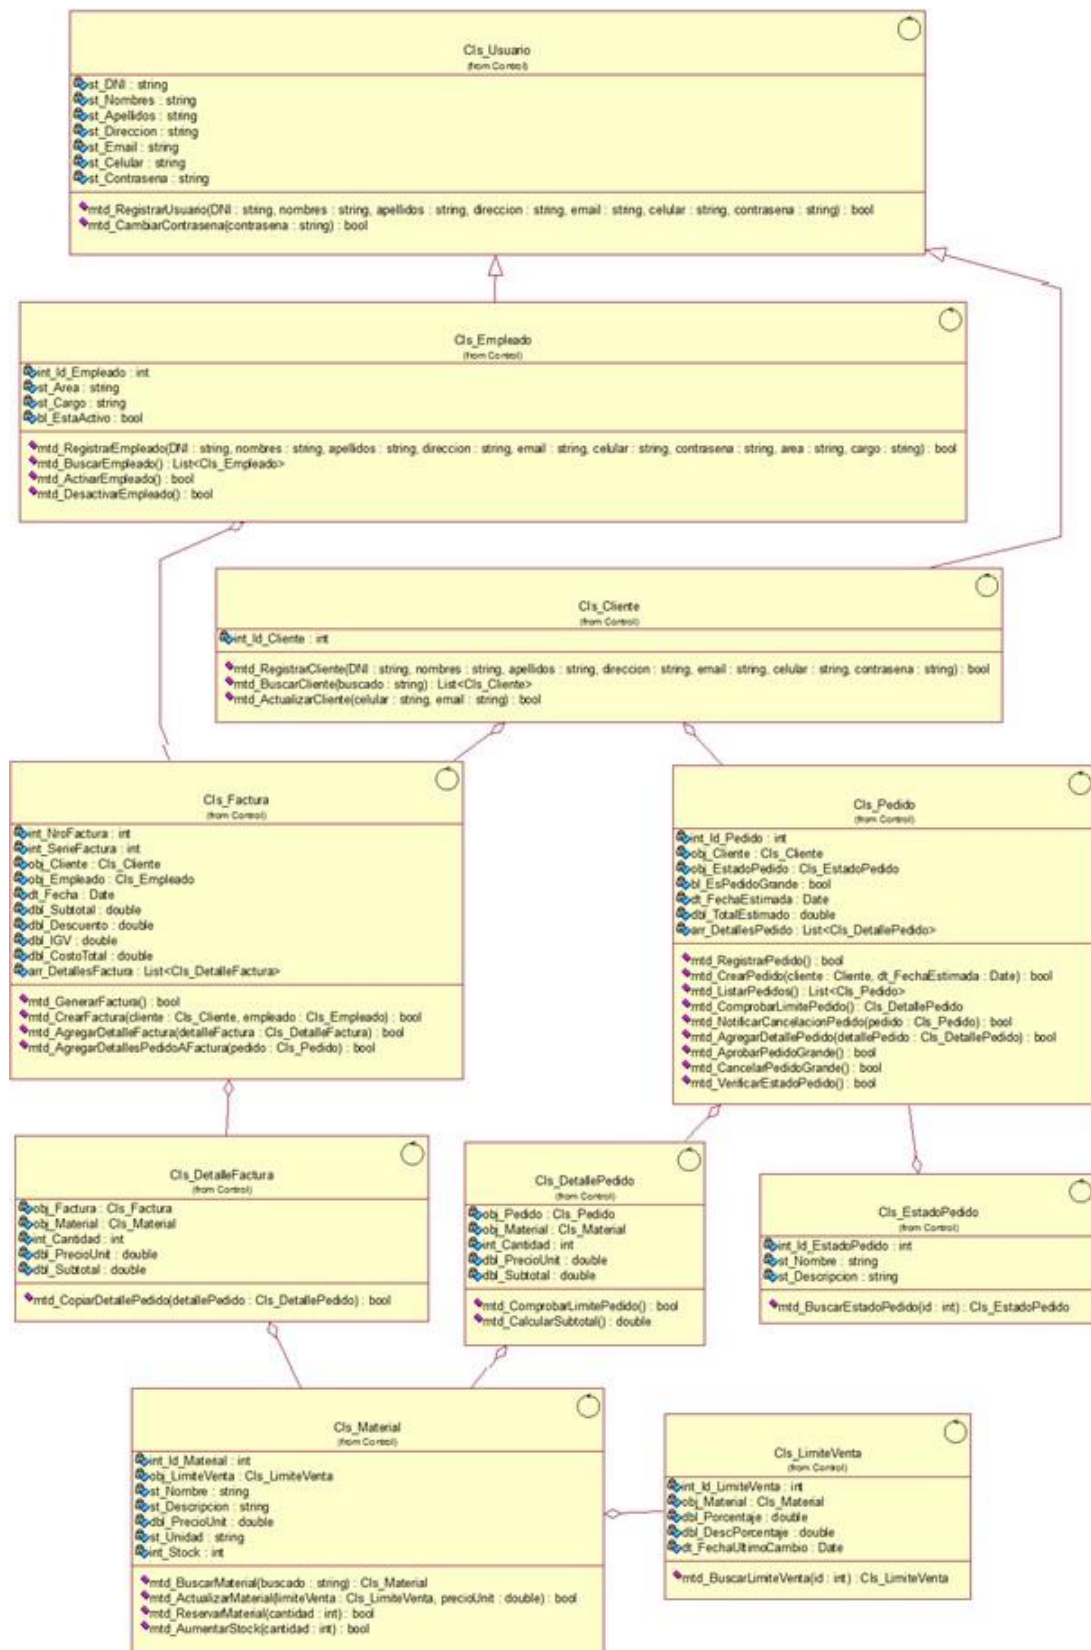 Cls_Usuario
(from Control)
st_DNI : string
st_Nombres : string
st_Apellidos : string
st_Direccion : string
st_Email : string
st_Celular : string
st_Contrasena : string
mtd_RegistrarUsuario(DNI : string, nombres : string, apellidos : string, direccion : string, email : string, celular : string, contrasena : string) : bool
mtd_CambiarContrasena(contrasena : string) : bool
Cls_Empleado
(from Control)
int_Id_Empleado : int
st_Area : string
st_Cargo : string
bl_EstaActivo : bool
mtd_RegistrarEmpleado(DNI : string, nombres : string, apellidos : string, direccion : string, email : string, celular : string, contrasena : string, area : string, cargo : string) : bool
mtd_BuscarEmpleado() : List<Cls_Empleado>
mtd_ActivarEmpleado() : bool
mtd_DesactivarEmpleado() : bool
Cls_Cliente
(from Control)
int_Id_Cliente : int
mtd_RegistrarCliente(DNI : string, nombres : string, apellidos : string, direccion : string, email : string, celular : string, contrasena : string) : bool
mtd_BuscarCliente(buscado : string) : List<Cls_Cliente>
mtd_ActualizarCliente(celular : string, email : string) : bool
Cls_Factura
(from Control)
int_NroFactura : int
int_SerieFactura : int
obj_Cliente : Cls_Cliente
obj_Empleado : Cls_Empleado
dt_Fecha : Date
dbl_Subtotal : double
dbl_Descuento : double
dbl_IGV : double
dbl_CostoTotal : double
arr_DetallesFactura : List<Cls_DetalleFactura>
mtd_GenerarFactura() : bool
mtd_CrearFactura(cliente : Cls_Cliente, empleado : Cls_Empleado) : bool
mtd_AgregarDetalleFactura(detalleFactura : Cls_DetalleFactura) : bool
mtd_AgregarDetallesPedidoAFactura(pedido : Cls_Pedido) : bool
Cls_Pedido
(from Control)
int_Id_Pedido : int
obj_Cliente : Cls_Cliente
obj_EstadoPedido : Cls_EstadoPedido
bl_EsPedidoGrande : bool
dt_FechaEstimada : Date
dbl_TotalEstimado : double
arr_DetallesPedido : List<Cls_DetallePedido>
mtd_RegistrarPedido() : bool
mtd_CrearPedido(cliente : Cliente, dt_FechaEstimada : Date) : bool
mtd_ListarPedidos() : List<Cls_Pedido>
mtd_ComprobarLimitePedido() : Cls_DetallePedido
mtd_NotificarCancelacionPedido(pedido : Cls_Pedido) : bool
mtd_AgregarDetallePedido(detallePedido : Cls_DetallePedido) : bool
mtd_AprobarPedidoGrande() : bool
mtd_CancelarPedidoGrande() : bool
mtd_VerificarEstadoPedido() : bool
Cls_DetalleFactura
(from Control)
obj_Factura : Cls_Factura
obj_Material : Cls_Material
int_Cantidad : int
dbl_PrecioUnit : double
dbl_Subtotal : double
mtd_CopiarDetallePedido(detallePedido : Cls_DetallePedido) : bool
Cls_DetallePedido
(from Control)
obj_Pedido : Cls_Pedido
obj_Material : Cls_Material
int_Cantidad : int
dbl_PrecioUnit : double
dbl_Subtotal : double
mtd_ComprobarLimitePedido() : bool
mtd_CalcularSubtotal() : double
Cls_EstadoPedido
(from Control)
int_Id_EstadoPedido : int
st_Nombre : string
st_Descripcion : string
mtd_BuscarEstadoPedido(id : int) : Cls_EstadoPedido
Cls_Material
(from Control)
int_Id_Material : int
obj_LimiteVenta : Cls_LimiteVenta
st_Nombre : string
st_Descripcion : string
dbl_PrecioUnit : double
st_Unidad : string
int_Stock : int
mtd_BuscarMaterial(buscado : string) : Cls_Material
mtd_ActualizarMaterial(limiteVenta : Cls_LimiteVenta, precioUnit : double) : bool
mtd_ReservarMaterial(cantidad : int) : bool
mtd_AumentarStock(cantidad : int) : bool
Cls_LimiteVenta
(from Control)
int_Id_LimiteVenta : int
obj_Material : Cls_Material
dbl_Porcentaje : double
dbl_DescPorcentaje : double
dt_FechaUltimoCambio : Date
mtd_BuscarLimiteVenta(id : int) : Cls_LimiteVenta